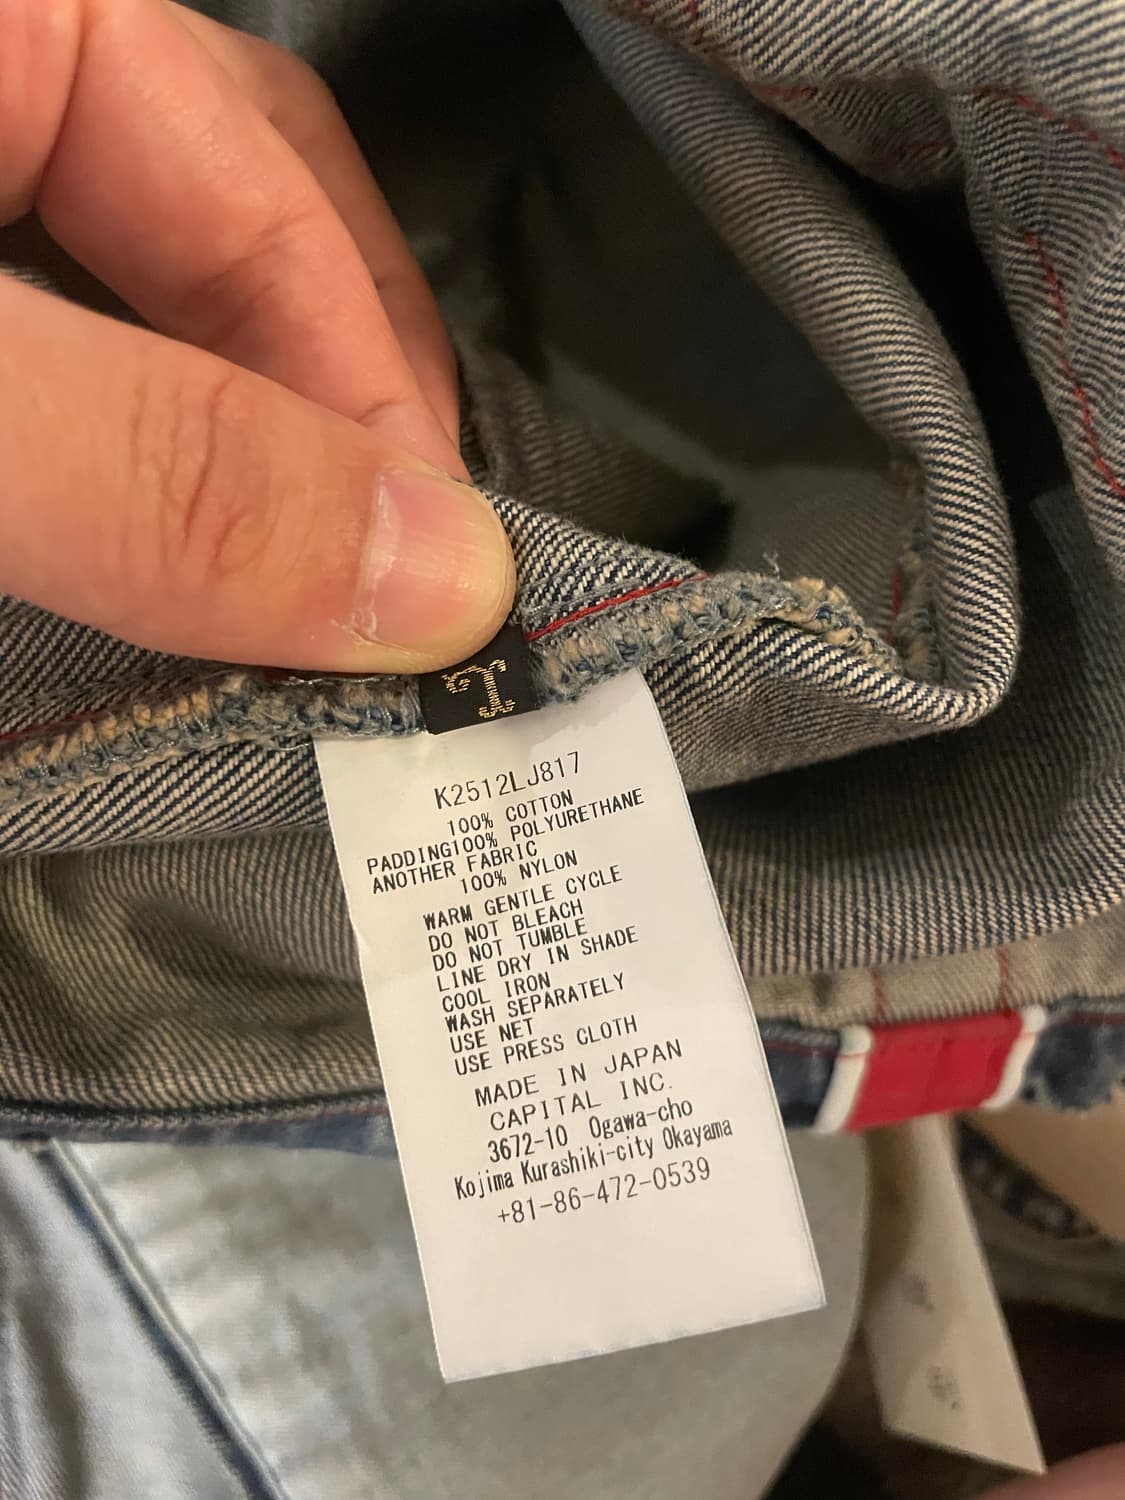 K2512LJ817
100% COTTON
PADDING100% POLYURETHANE
ANOTHER FABRIC
100% NYLON
WARM GENTLE CYCLE
DO NOT BLEACH
DO NOT TUMBLE
LINE DRY IN SHADE
COOL IRON
WASH SEPARATELY
USE NET
USE PRESS CLOTH
MADE IN JAPAN
CAPITAL INC.
3672-10 Ogawa-cho
Kojima Kurashiki-city Okayama
+81-86-472-0539